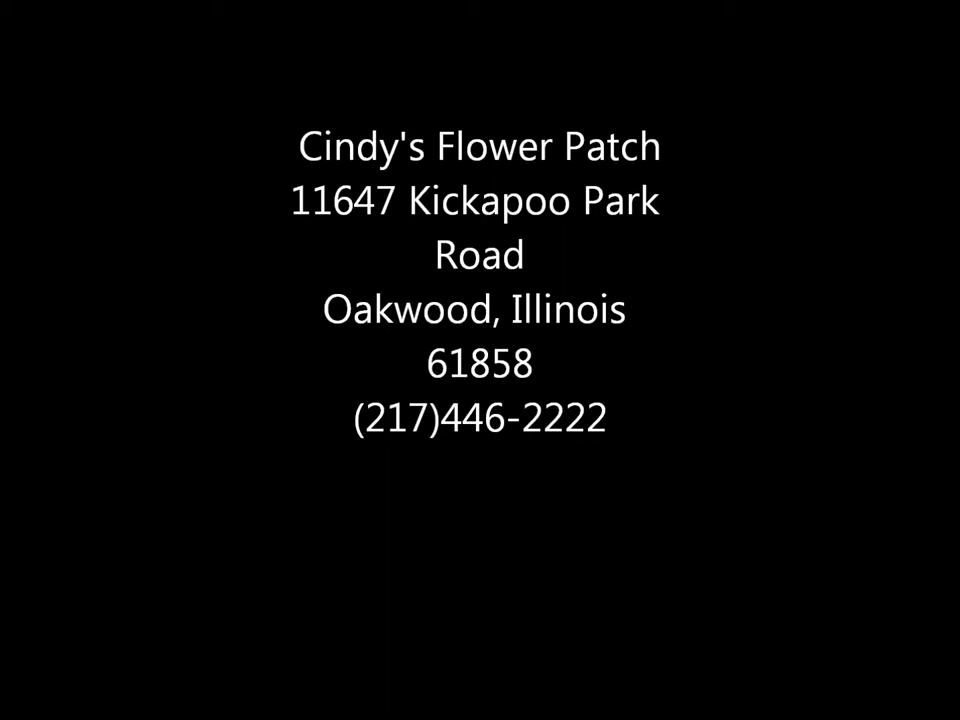 Cindy's Flower Patch
11647 Kickapoo Park
Road
Oakwood, Illinois
61858
(217)446-2222